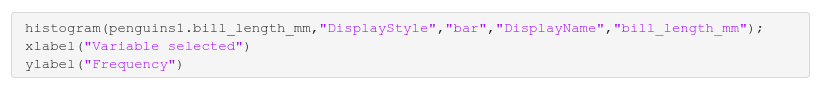 histogram(penguins1.bill_length_mm,"DisplayStyle","bar","DisplayName","bill_length_mm");
xlabel("Variable selected")
ylabel("Frequency")